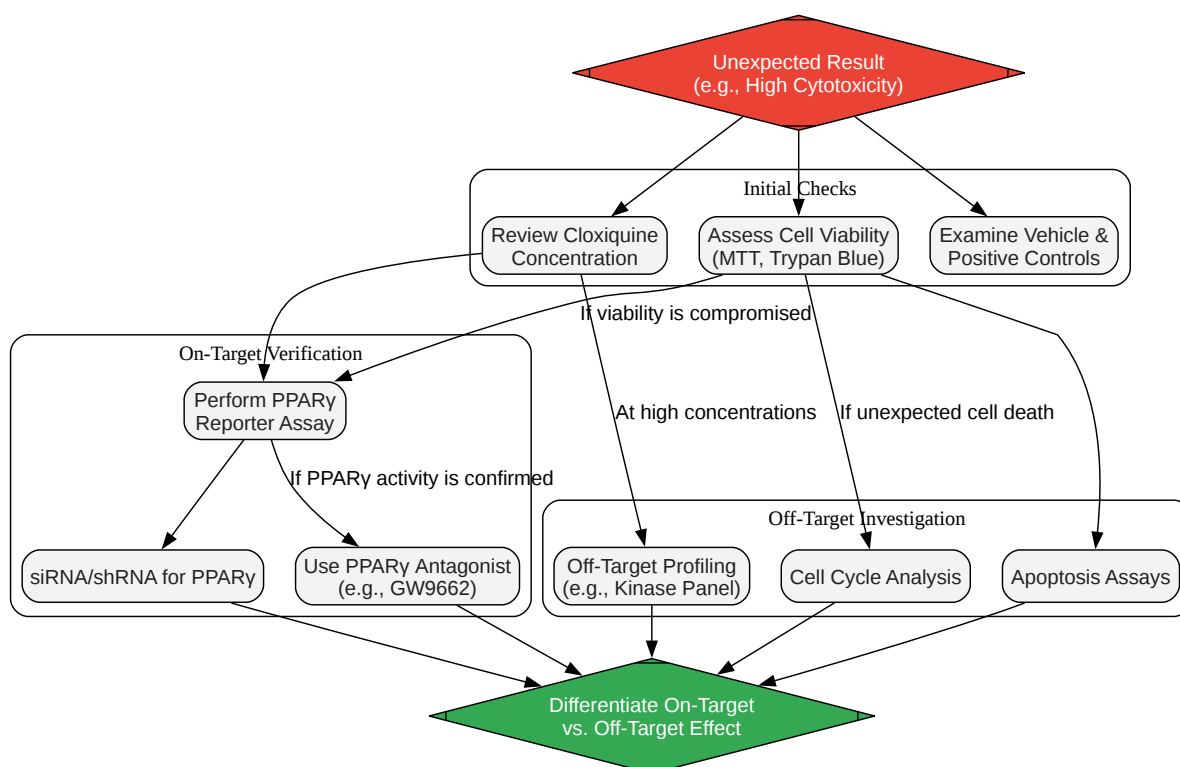 Unexpected Result
(e.g., High Cytotoxicity)
Initial Checks
Review Cloxiquine
Concentration
Assess Cell Viability
(MTT, Trypan Blue)
Examine Vehicle &
Positive Controls
If viability is compromised
On-Target Verification
Perform PPARγ
Reporter Assay
At high concentrations
If unexpected cell death
If PPARγ activity is confirmed
Off-Target Investigation
siRNA/shRNA for PPARγ
Use PPARγ Antagonist
(e.g., GW9662)
Off-Target Profiling
(e.g., Kinase Panel)
Cell Cycle Analysis
Apoptosis Assays
Differentiate On-Target
vs. Off-Target Effect